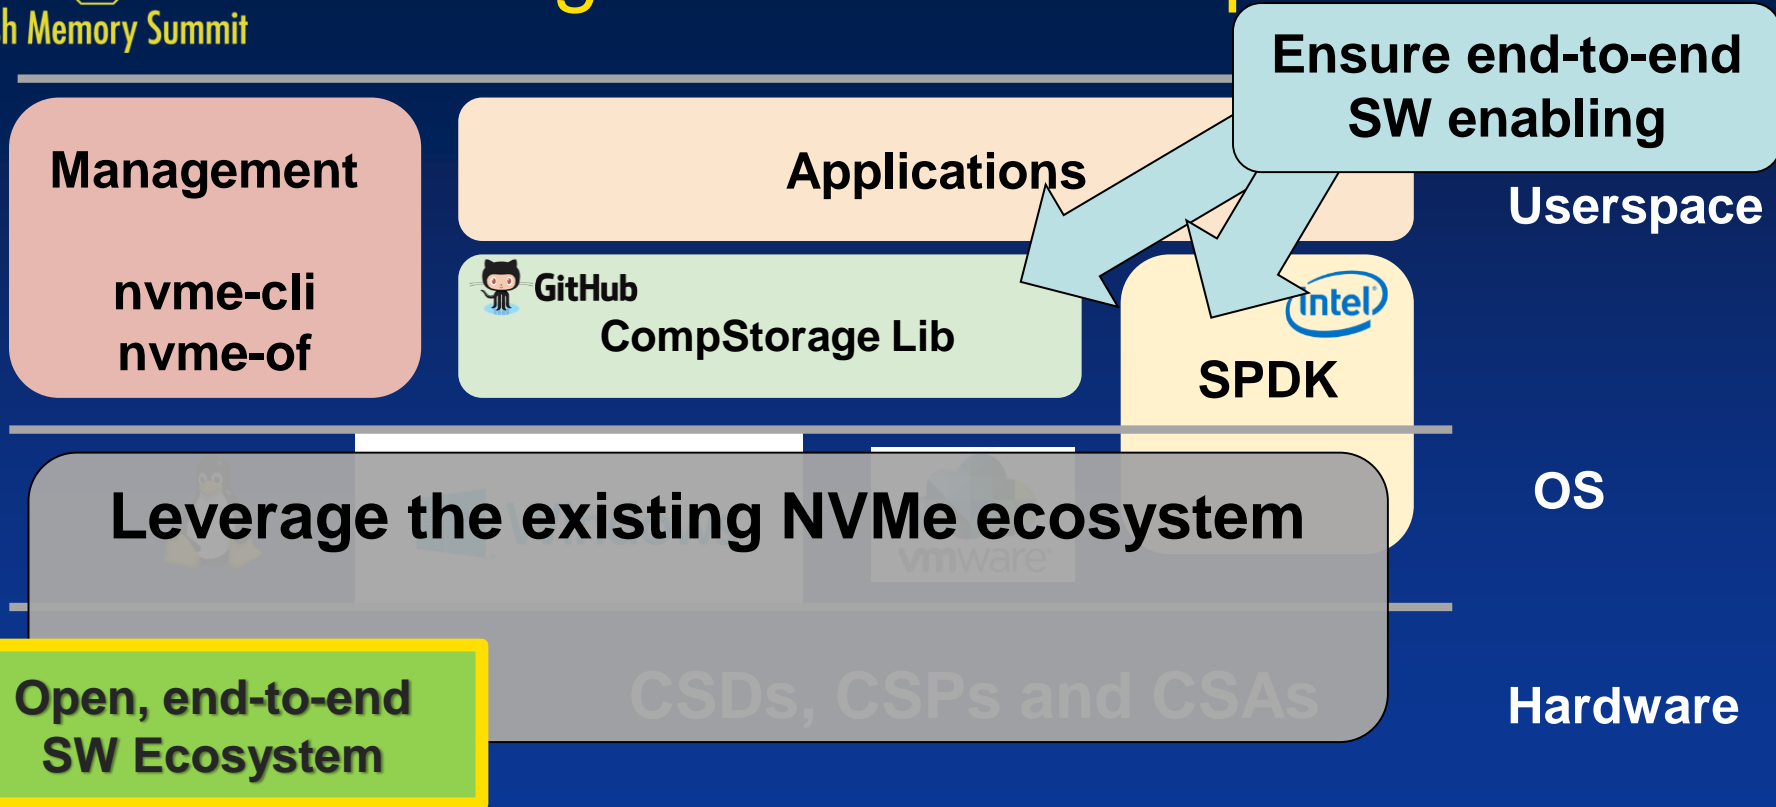 Memory Summit
Ensure end-to-end
SW enabling
Management
Applications
Userspace
nvme-cli
nvme-of
GitHub
CompStorage Lib
intel
SPDK
OS
Leverage the existing NVMe ecosystem
vmware
CSDs, CSPs and CSAs
Hardware
Open, end-to-end
SW Ecosystem